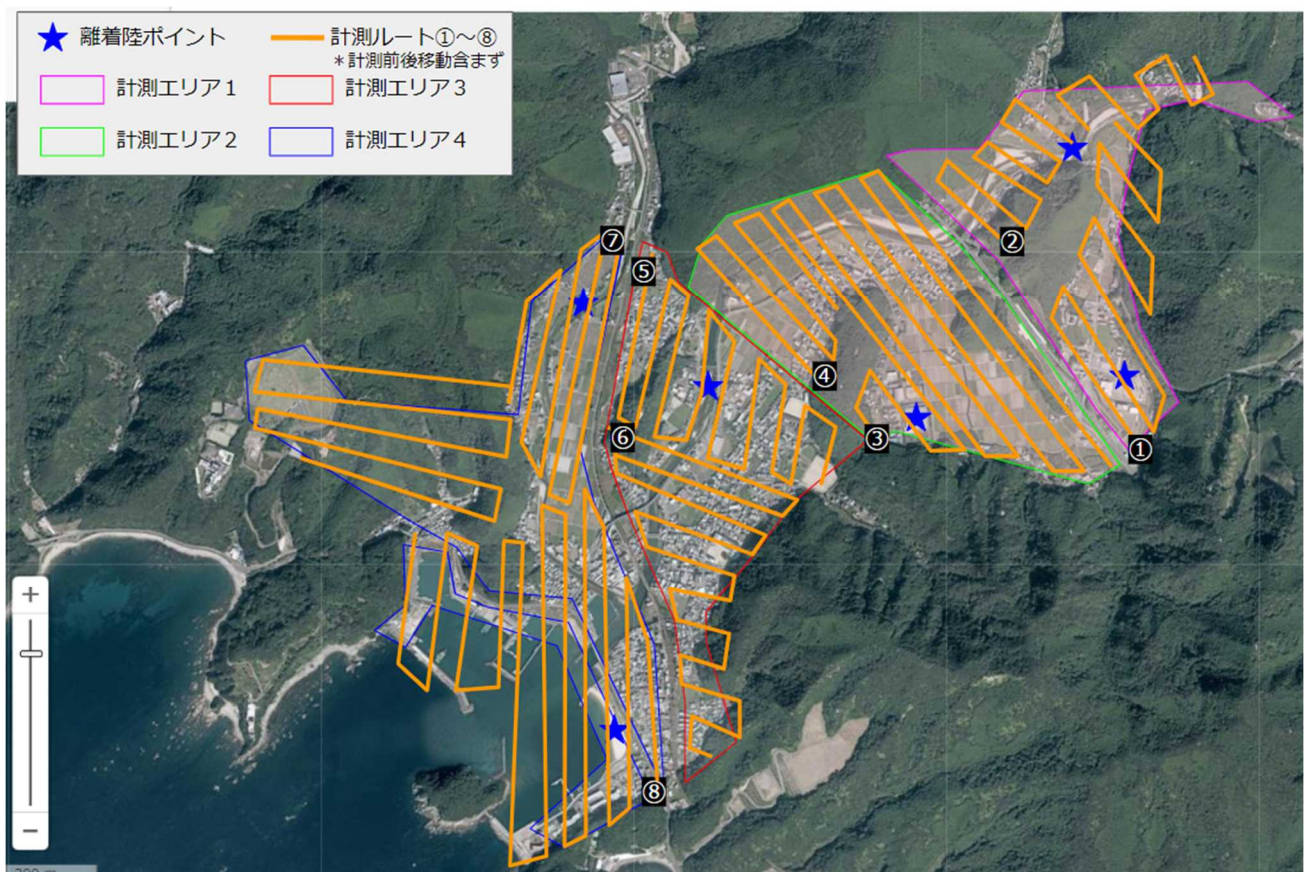 離着陸ポイント
計測ルート①～⑧
＊計測前後移動含まず
計測エリア１
計測エリア３
計測エリア２
計測エリア４
⑦
②
⑤
④
⑥
③
①
⑧
+
−